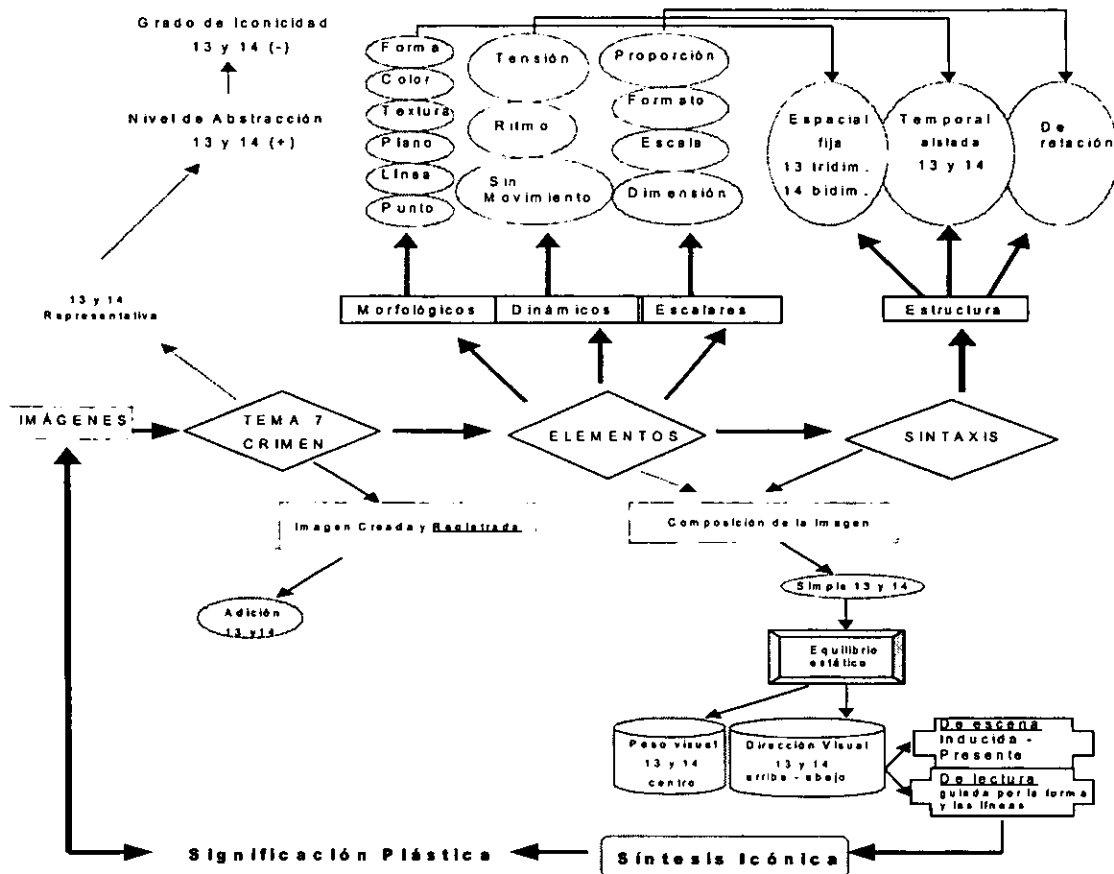 Grado de Iconicidad
13 y 14 (-)
Nivel de Abstracción
13 y 14 (+)
13 y 14
Representativa
Forma
Color
Textura
Plano
Línea
Punto
Tensión
Ritmo
Sin
Movimiento
Proporción
Formato
Escala
Dimensión
Espacial
fija
13 tridim.
14 bidim.
Temporal
aislada
13 y 14
De
relación
Morfológicos
Dinámicos
Escalares
Estructura
IMÁGENES
TEMA 7
CRIMEN
ELEMENTOS
SINTAXIS
Imagen Creada y Registrada
Composición de la Imagen
Adición
13 y14
Simple 13 y 14
Equilibrio
estático
Peso visual
13 y 14
centro
Dirección Visual
13 y 14
arriba - abajo
De escena
Inducida -
Presente
De lectura
guiada por la forma
y las líneas
Significación Plástica
Síntesis Icónica